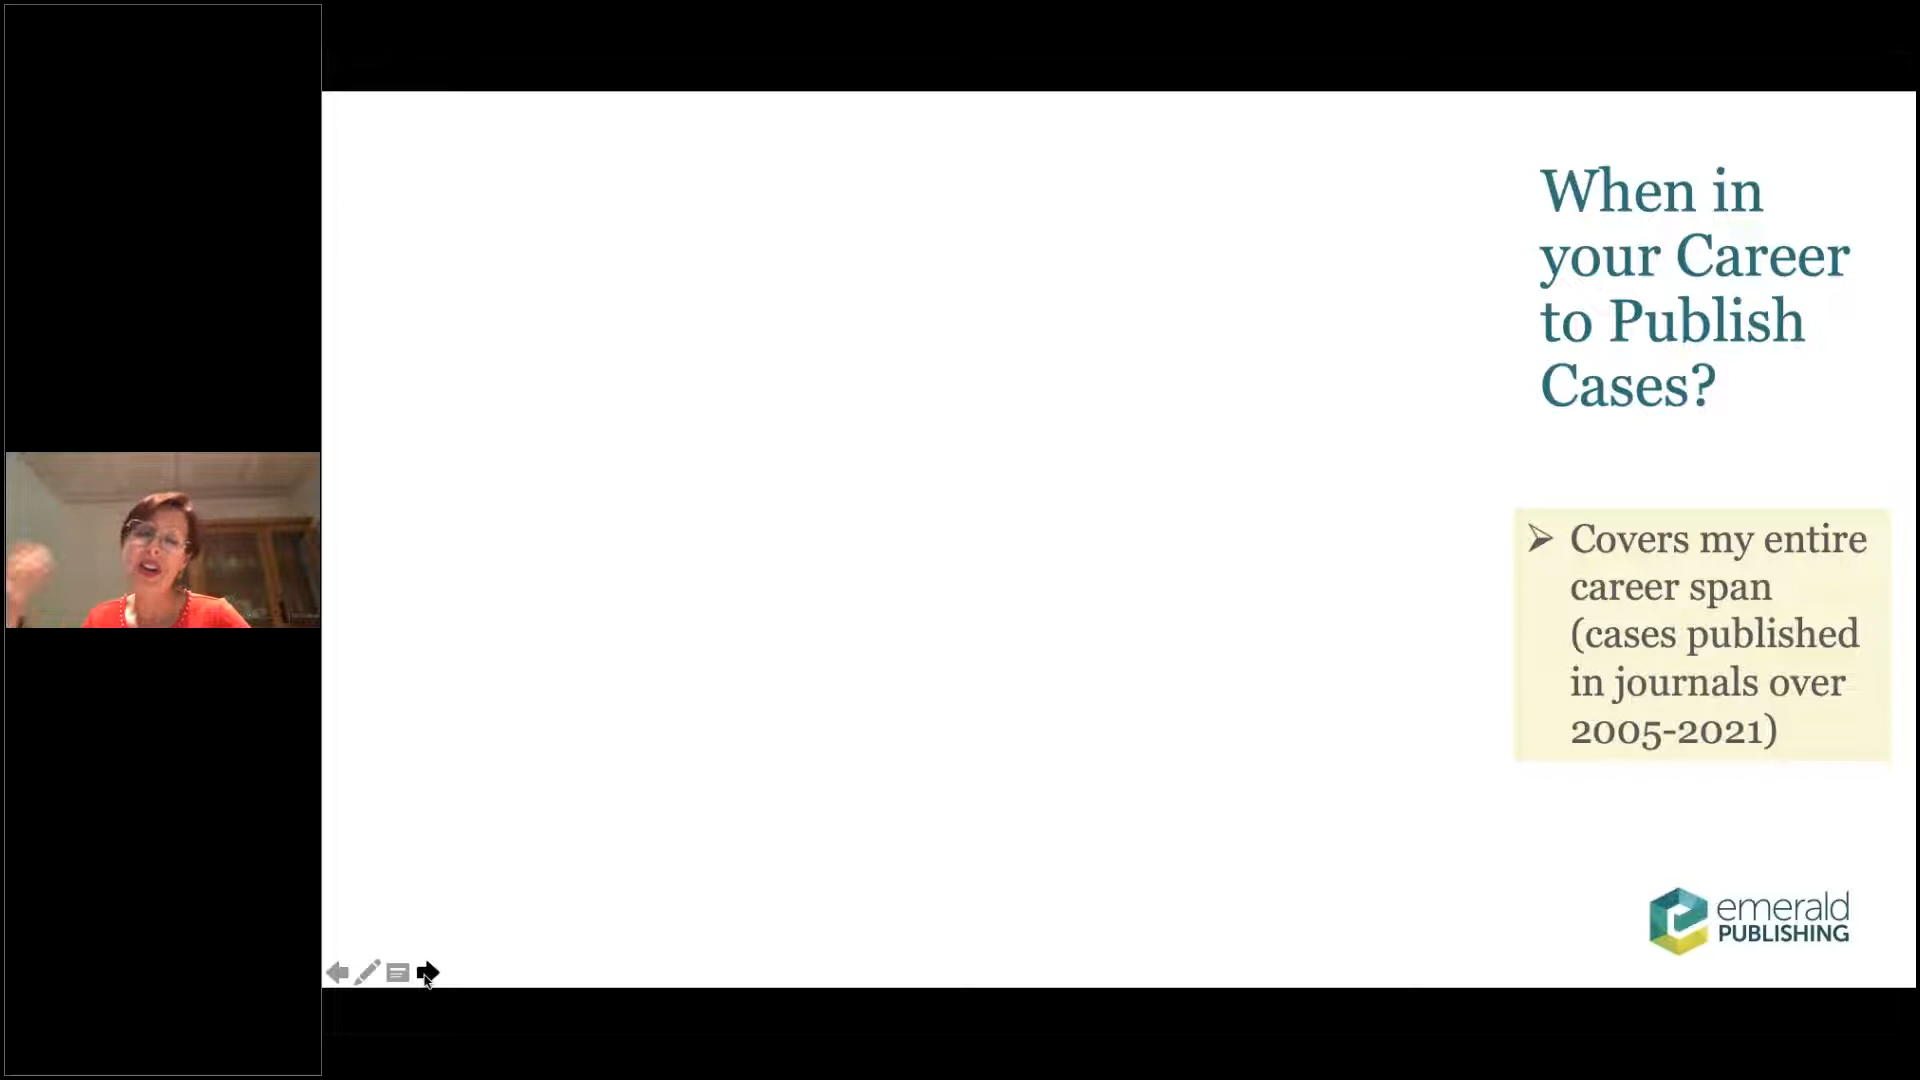 When in
your Career
to Publish
Cases?
➢ Covers my entire
career span
(cases published
in journals over
2005-2021)
emerald
PUBLISHING